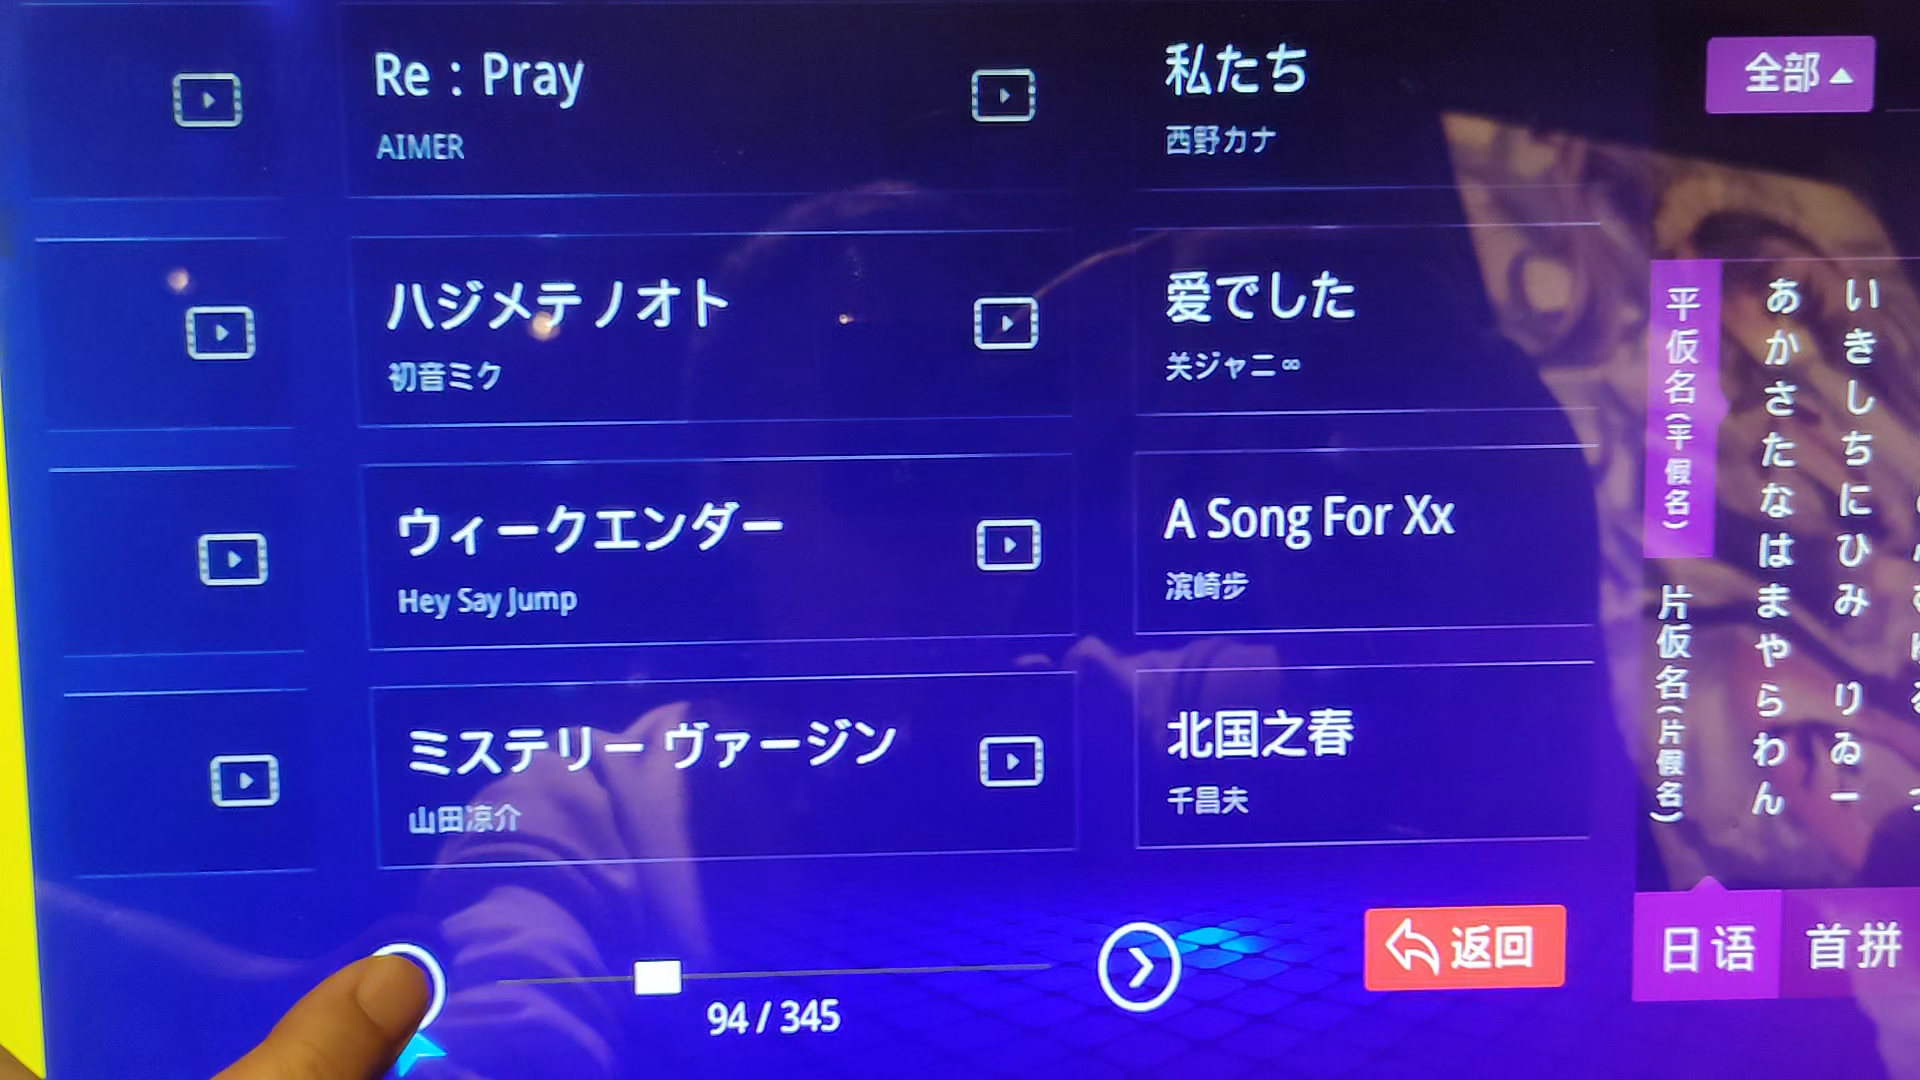 Re : Pray
AIMER
私たち
西野カナ
全部
ハジメテノオト
初音ミク
爱でした
关ジャニ∞
ウィークエンダー
Hey Say Jump
A Song For Xx
滨崎步
ミステリー ヴァージン
山田凉介
北国之春
千昌夫
94 / 345
返回
平仮名(平假名)
片仮名(片假名)
あかさたなはまやらわん
いきしちにひみ りゐー
日语
首拼